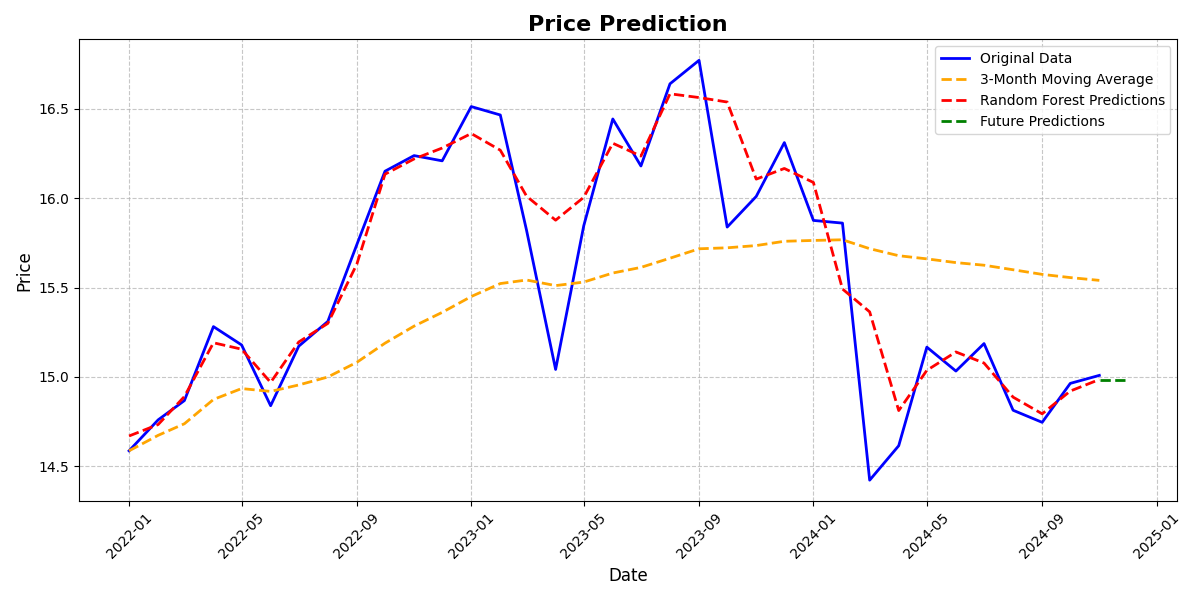 Price Prediction
Original Data
3-Month Moving Average
Random Forest Predictions
Future Predictions
Price
16.5
16.0
15.5
15.0
14.5
2022-01
2022-05
2022-09
2023-01
2023-05
2023-09
2024-01
2024-05
2024-09
2025-01
Date